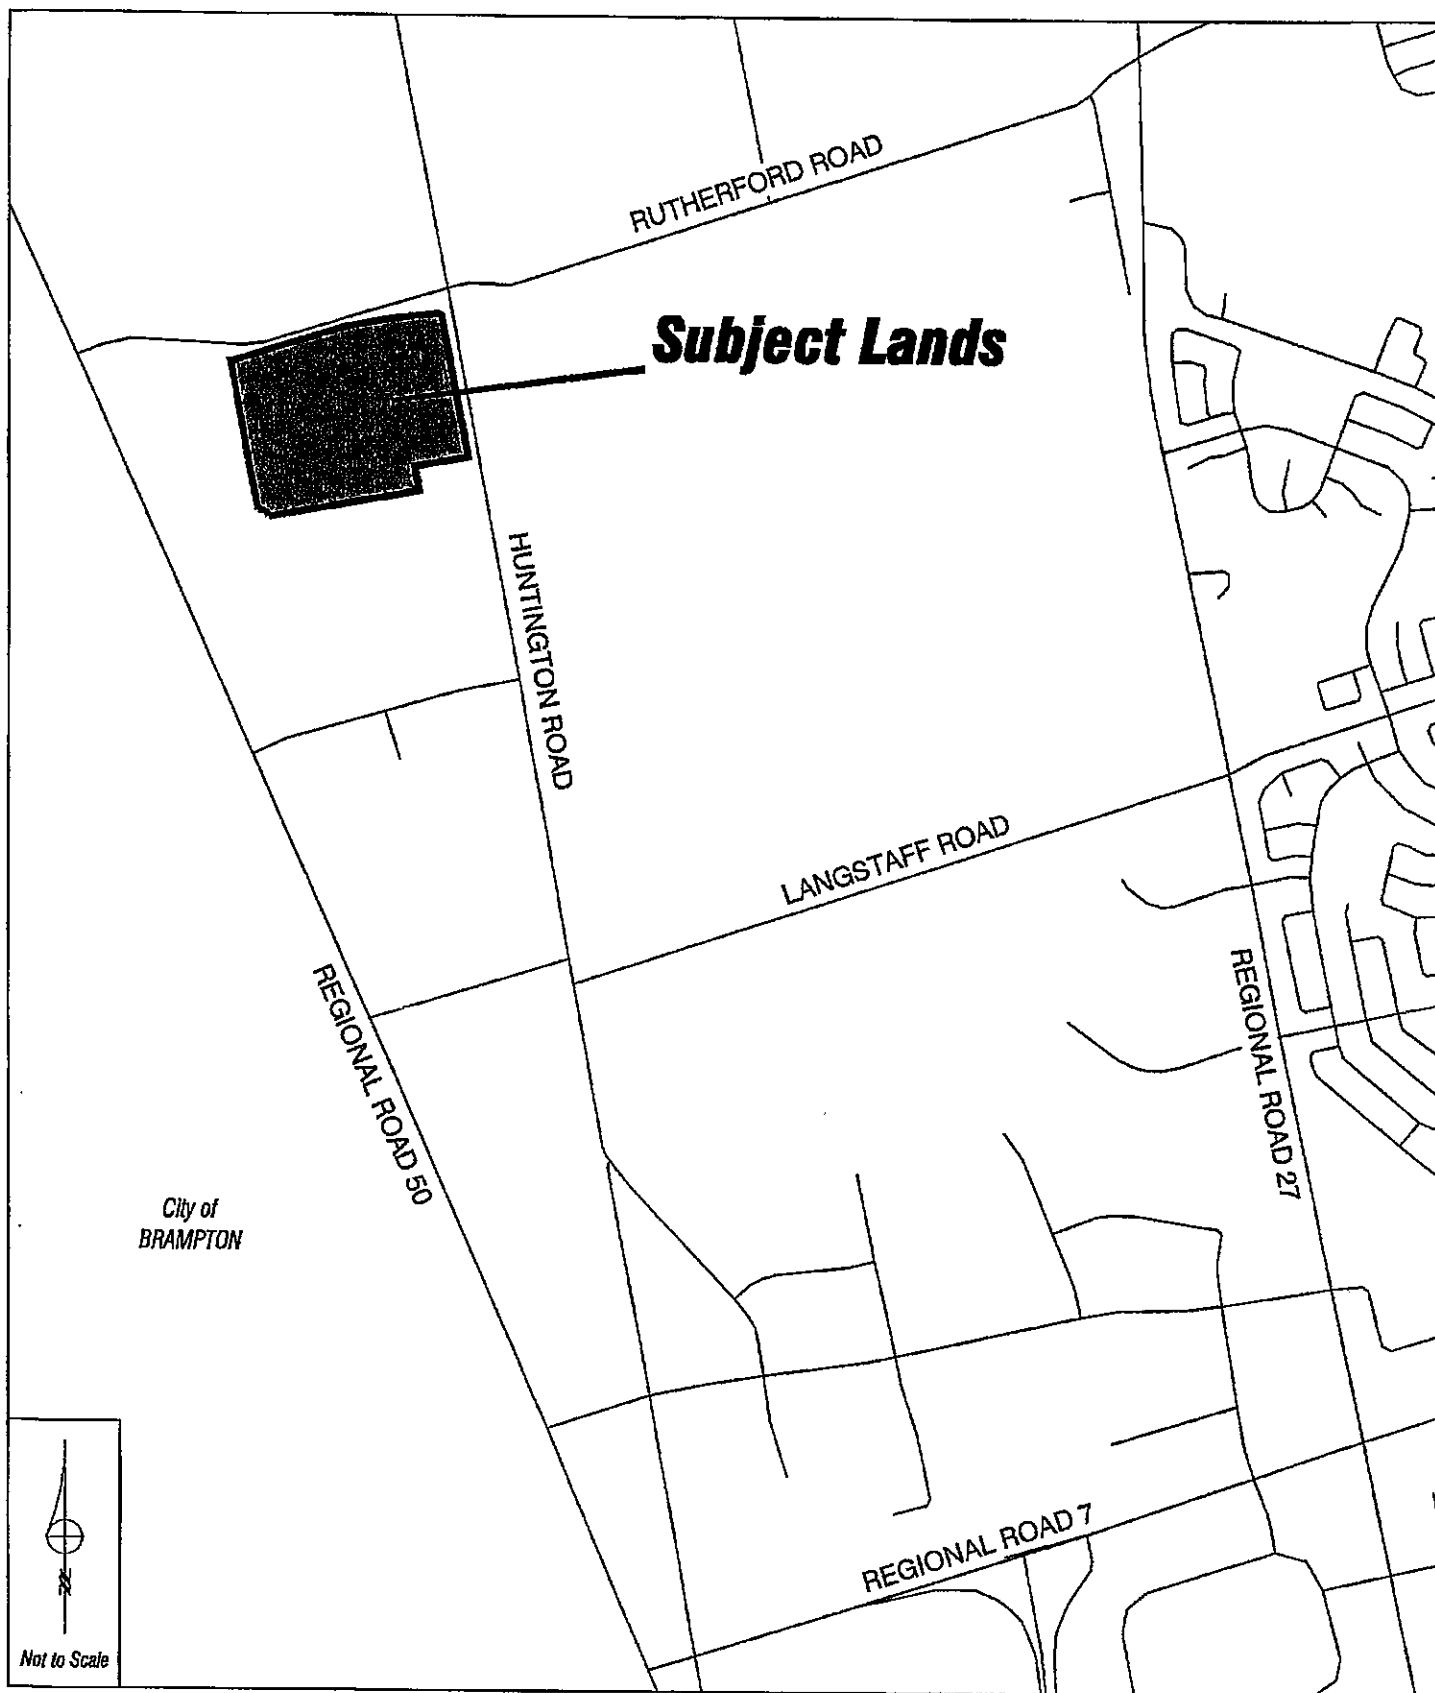 RUTHERFORD ROAD
Subject Lands
HUNTINGTON ROAD
LANGSTAFF ROAD
REGIONAL ROAD 50
REGIONAL ROAD 27
City of
BRAMPTON
REGIONAL ROAD 7
N
Not to Scale